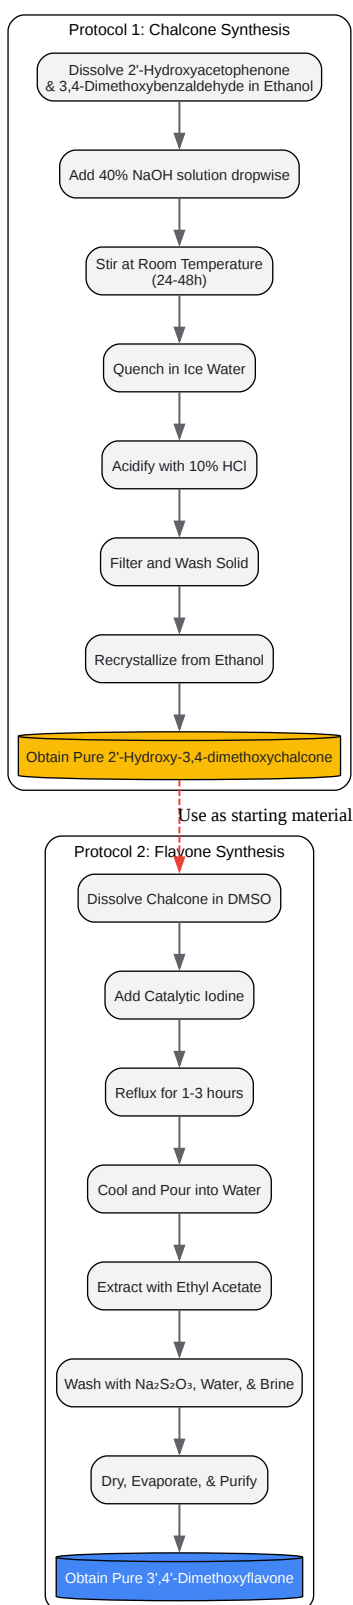 Protocol 1: Chalcone Synthesis
Dissolve 2'-Hydroxyacetophenone
& 3,4-Dimethoxybenzaldehyde in Ethanol
Add 40% NaOH solution dropwise
Stir at Room Temperature
(24-48h)
Quench in Ice Water
Acidify with 10% HCl
Filter and Wash Solid
Recrystallize from Ethanol
Obtain Pure 2'-Hydroxy-3,4-dimethoxychalcone
Use as starting material
Protocol 2: Flavone Synthesis
Dissolve Chalcone in DMSO
Add Catalytic Iodine
Reflux for 1-3 hours
Cool and Pour into Water
Extract with Ethyl Acetate
Wash with Na₂S₂O₃, Water, & Brine
Dry, Evaporate, & Purify
Obtain Pure 3',4'-Dimethoxyflavone